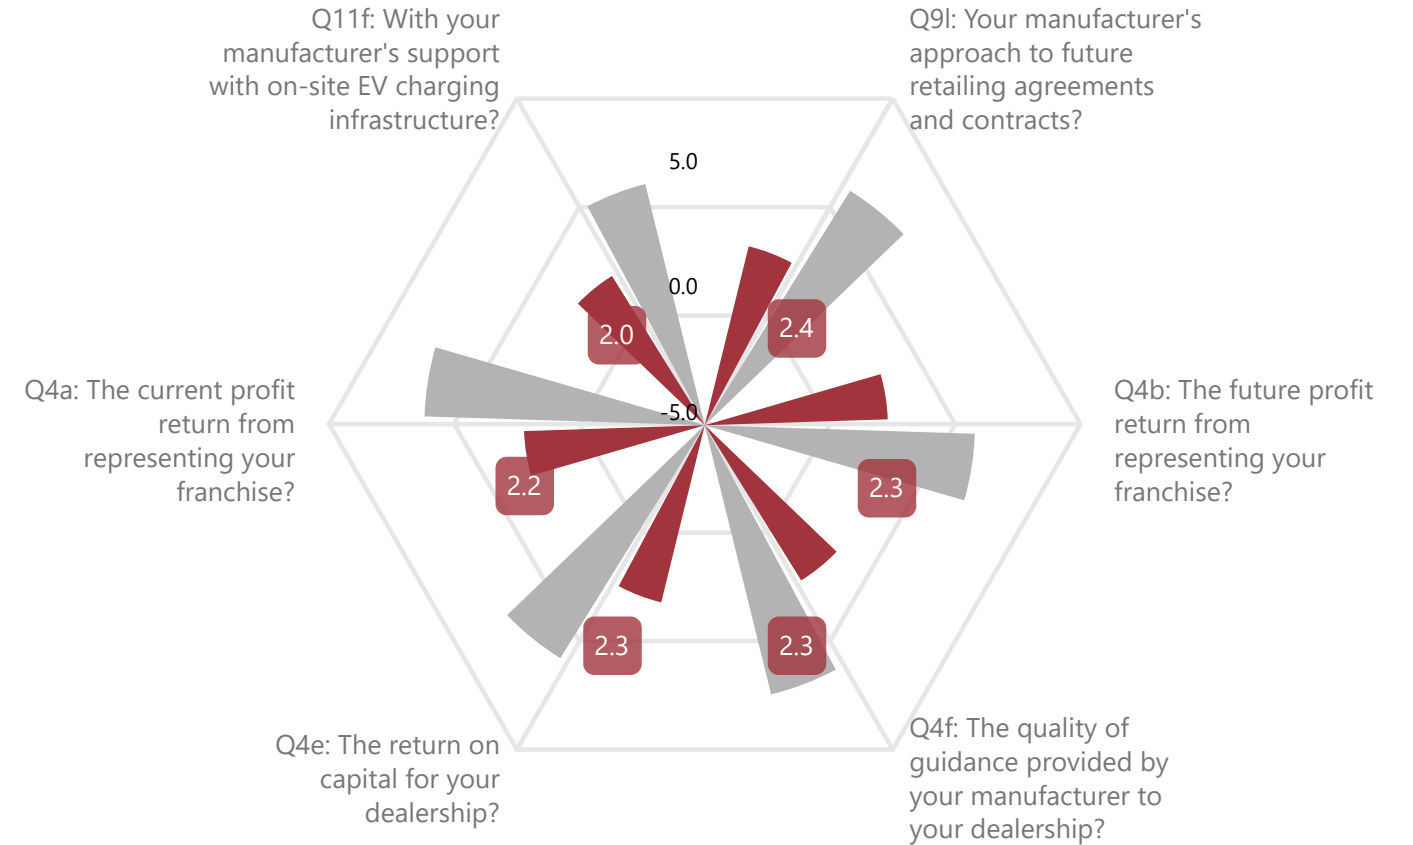 Q11f: With your
manufacturer's support
with on-site EV charging
infrastructure?
Q9l: Your manufacturer's
approach to future
retailing agreements
and contracts?
5.0
0.0
-5.0
2.0
2.4
Q4a: The current profit
return from
representing your
franchise?
Q4b: The future profit
return from
representing your
franchise?
2.2
2.3
2.3
2.3
Q4e: The return on
capital for your
dealership?
Q4f: The quality of
guidance provided by
your manufacturer to
your dealership?